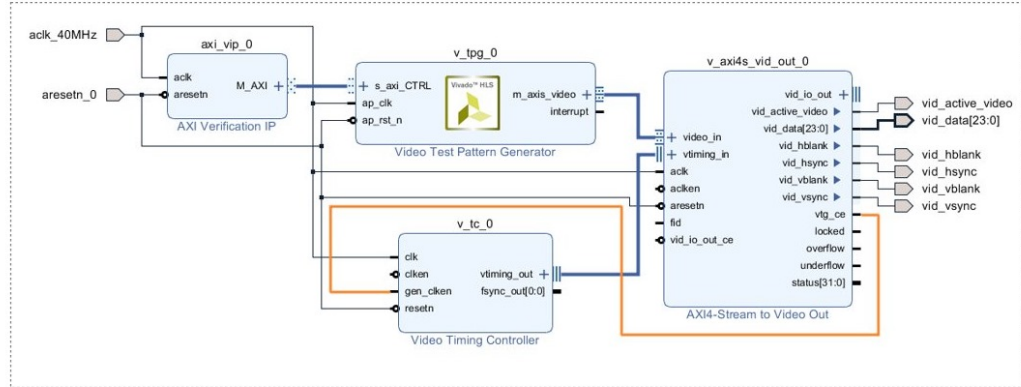 aclk_40MHz
aresetn_0
axi_vip_0
aclk
aresetn
M_AXI
AXI Verification IP
v_tpg_0
s_axi_CTRL
ap_clk
ap_rst_n
Vivado™ HLS
m_axis_video
interrupt
Video Test Pattern Generator
v_tc_0
clk
clken
gen_clken
resetn
vtiming_out
fsync_out[0:0]
Video Timing Controller
v_axi4s_vid_out_0
video_in
vtiming_in
aclk
aclken
aresetn
fid
vid_io_out_ce
vid_io_out
vid_active_video
vid_data[23:0]
vid_hblank
vid_hsync
vid_vblank
vid_vsync
vtg_ce
locked
overflow
underflow
status[31:0]
AXI4-Stream to Video Out
vid_active_video
vid_data[23:0]
vid_hblank
vid_hsync
vid_vblank
vid_vsync